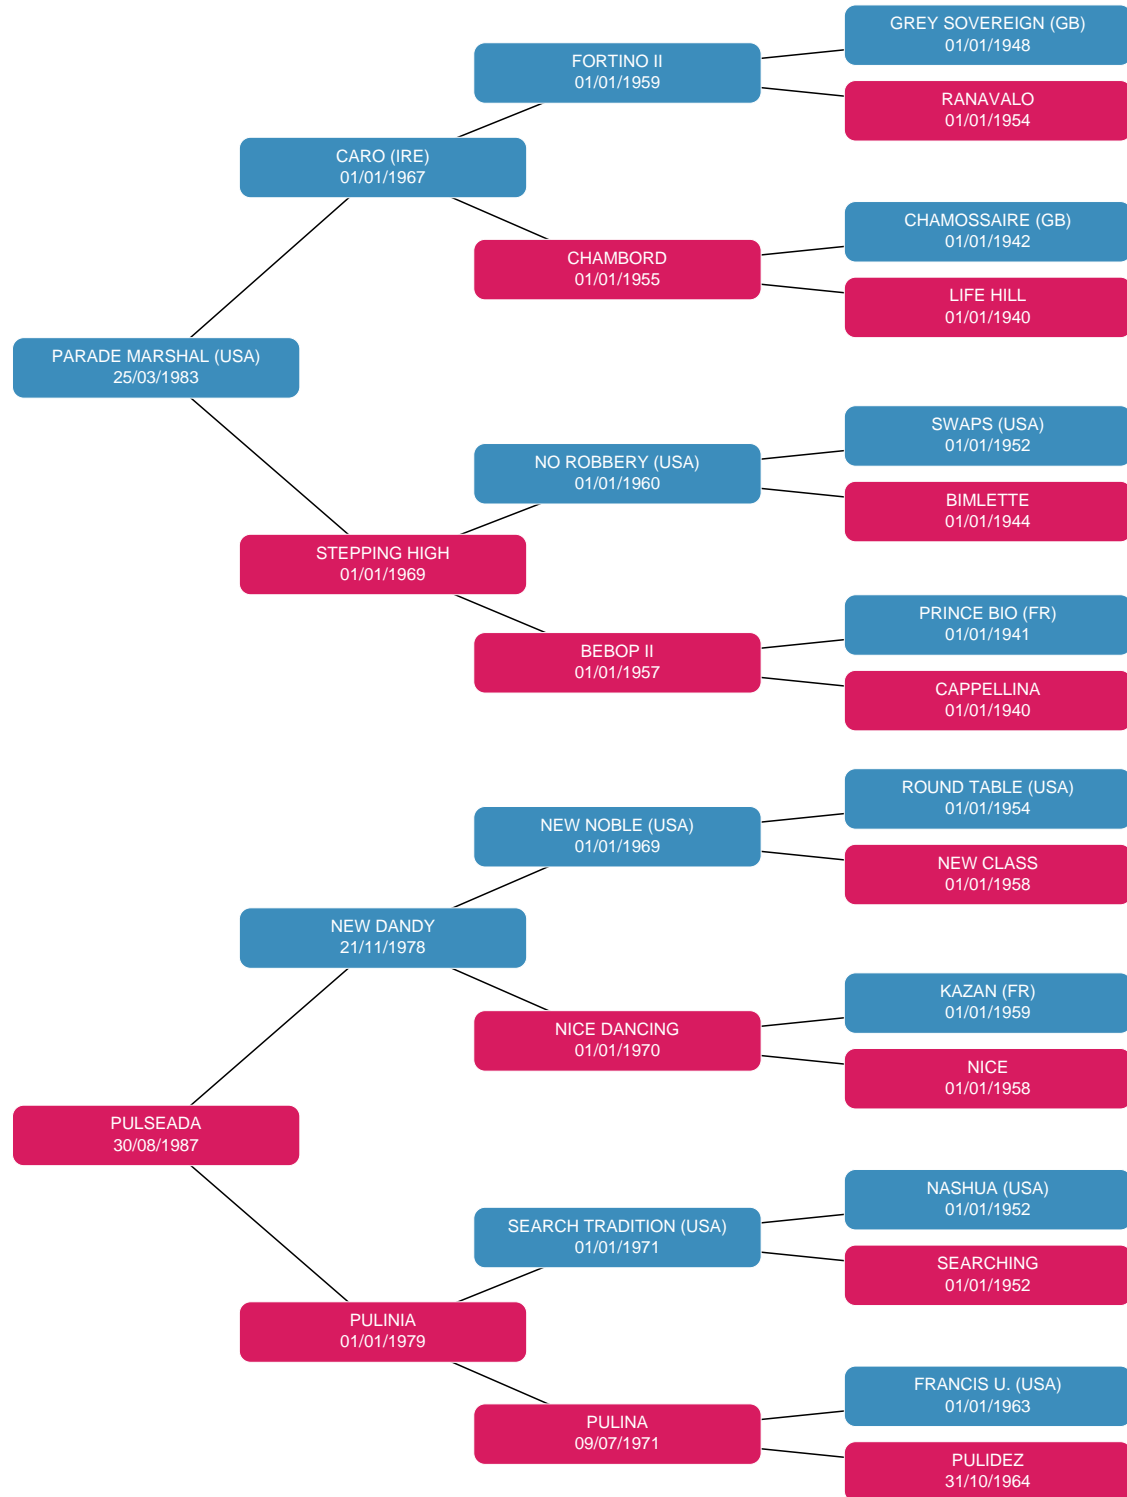 GREY SOVEREIGN (GB)
01/01/1948
FORTINO II
01/01/1959
RANAVALO
01/01/1954
CARO (IRE)
01/01/1967
CHAMOSSAIRE (GB)
01/01/1942
CHAMBORD
01/01/1955
LIFE HILL
01/01/1940
PARADE MARSHAL (USA)
25/03/1983
SWAPS (USA)
01/01/1952
NO ROBBERY (USA)
01/01/1960
BIMLETTE
01/01/1944
STEPPING HIGH
01/01/1969
PRINCE BIO (FR)
01/01/1941
BEBOP II
01/01/1957
CAPPELLINA
01/01/1940
ROUND TABLE (USA)
01/01/1954
NEW NOBLE (USA)
01/01/1969
NEW CLASS
01/01/1958
NEW DANDY
21/11/1978
KAZAN (FR)
01/01/1959
NICE DANCING
01/01/1970
NICE
01/01/1958
PULSEADA
30/08/1987
NASHUA (USA)
01/01/1952
SEARCH TRADITION (USA)
01/01/1971
SEARCHING
01/01/1952
PULINIA
01/01/1979
FRANCIS U. (USA)
01/01/1963
PULINA
09/07/1971
PULIDEZ
31/10/1964